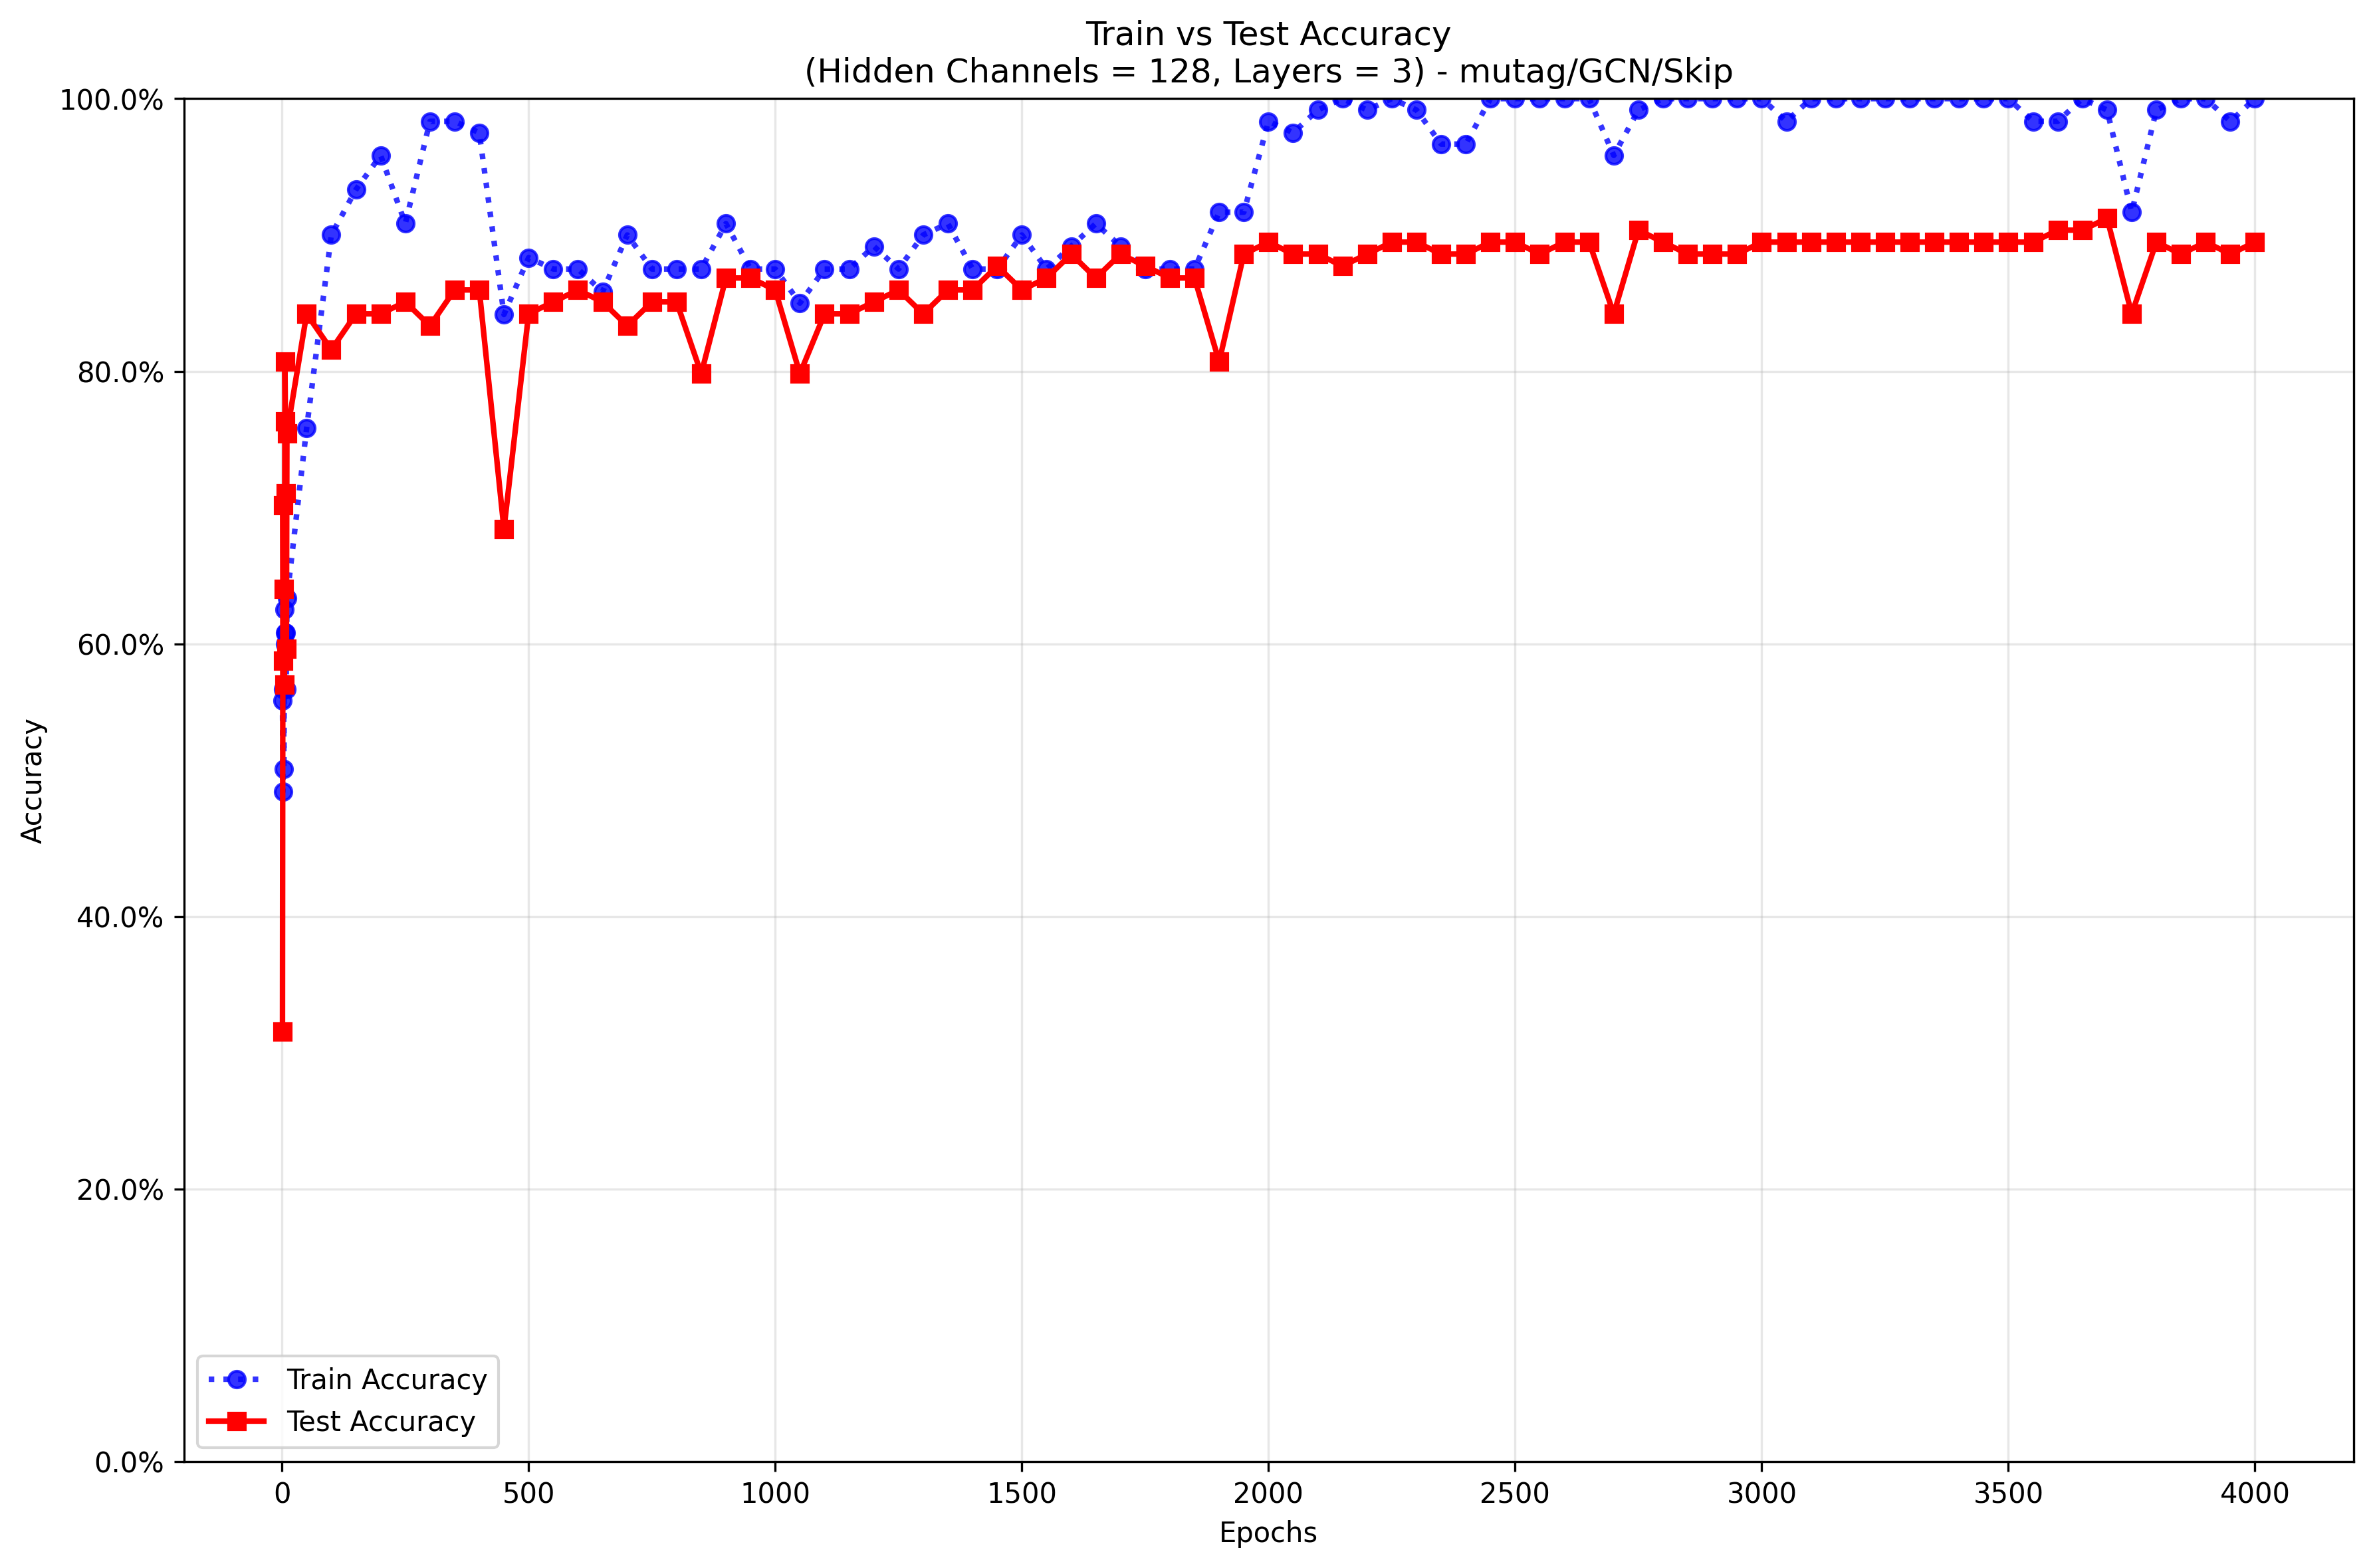 Train vs Test Accuracy
(Hidden Channels = 128, Layers = 3) - mutag/GCN/Skip
100.0%
80.0%
60.0%
40.0%
20.0%
0.0%
Accuracy
Train Accuracy
Test Accuracy
0 500 1000 1500 2000 2500 3000 3500 4000
Epochs